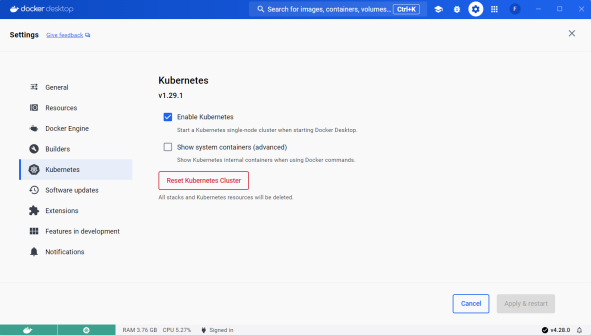 docker desktop
Search for images, containers, volumes... Ctrl+K
F
Settings
Give feedback
General
Resources
Docker Engine
Builders
Kubernetes
Software updates
Extensions
Features in development
Notifications
Kubernetes
v1.29.1
Enable Kubernetes
Start a Kubernetes single-node cluster when starting Docker Desktop.
Show system containers (advanced)
Show Kubernetes internal containers when using Docker commands.
Reset Kubernetes Cluster
All stacks and Kubernetes resources will be deleted.
Cancel
Apply & restart
RAM 3.76 GB CPU 5.27% Signed in
v4.28.0